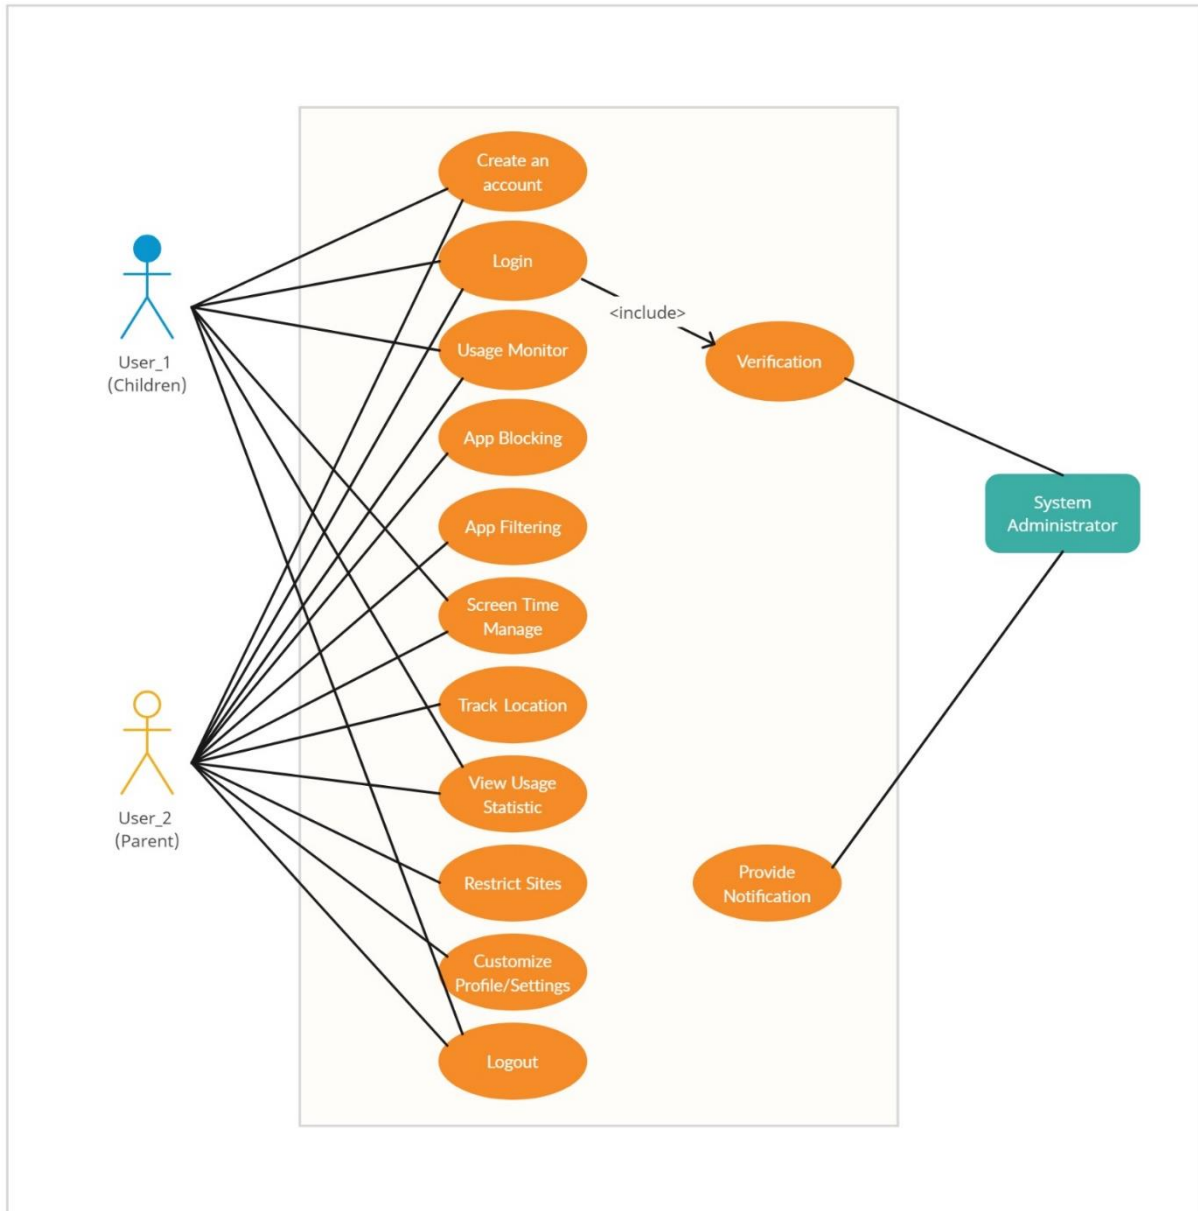 Create an
account
Login
<include>
User_1
(Children)
Usage Monitor
Verification
App Blocking
App Filtering
System
Administrator
Screen Time
Manage
Track Location
View Usage
Statistic
User_2
(Parent)
Restrict Sites
Provide
Notification
Customize
Profile/Settings
Logout